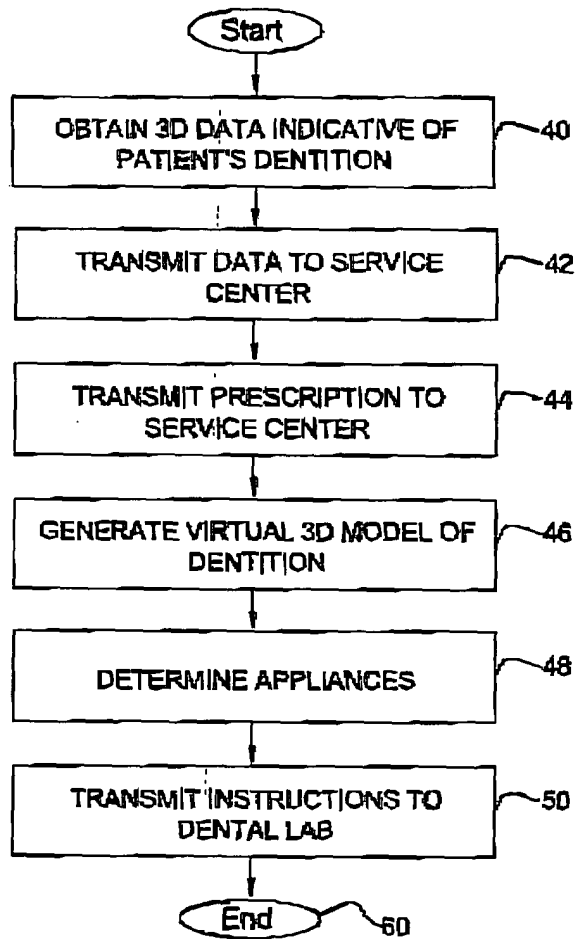 Start
OBTAIN 3D DATA INDICATIVE OF
PATIENT'S DENTITION
40
TRANSMIT DATA TO SERVICE
CENTER
42
TRANSMIT PRESCRIPTION TO
SERVICE CENTER
44
GENERATE VIRTUAL 3D MODEL OF
DENTITION
46
DETERMINE APPLIANCES
48
TRANSMIT INSTRUCTIONS TO
DENTAL LAB
50
End
60